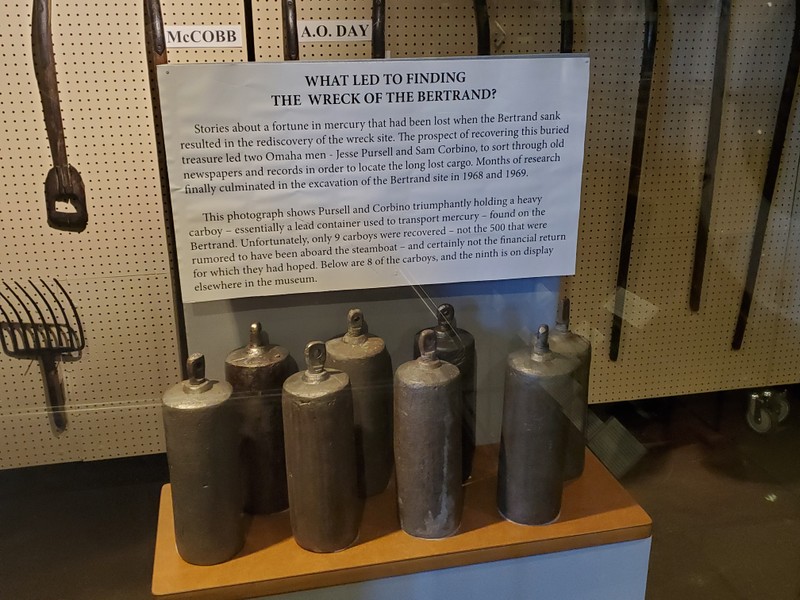 McCOBB
A.O. DAY
WHAT LED TO FINDING
THE WRECK OF THE BERTRAND?
Stories about a fortune in mercury that had been lost when the Bertrand sank
resulted in the rediscovery of the wreck site. The prospect of recovering this buried
treasure led two Omaha men - Jesse Pursell and Sam Corbino, to sort through old
newspapers and records in order to locate the long lost cargo. Months of research
finally culminated in the excavation of the Bertrand site in 1968 and 1969.
This photograph shows Pursell and Corbino triumphantly holding a heavy
carboy – essentially a lead container used to transport mercury – found on the
Bertrand. Unfortunately, only 9 carboys were recovered – not the 500 that were
rumored to have been aboard the steamboat – and certainly not the financial return
for which they had hoped. Below are 8 of the carboys, and the ninth is on display
elsewhere in the museum.